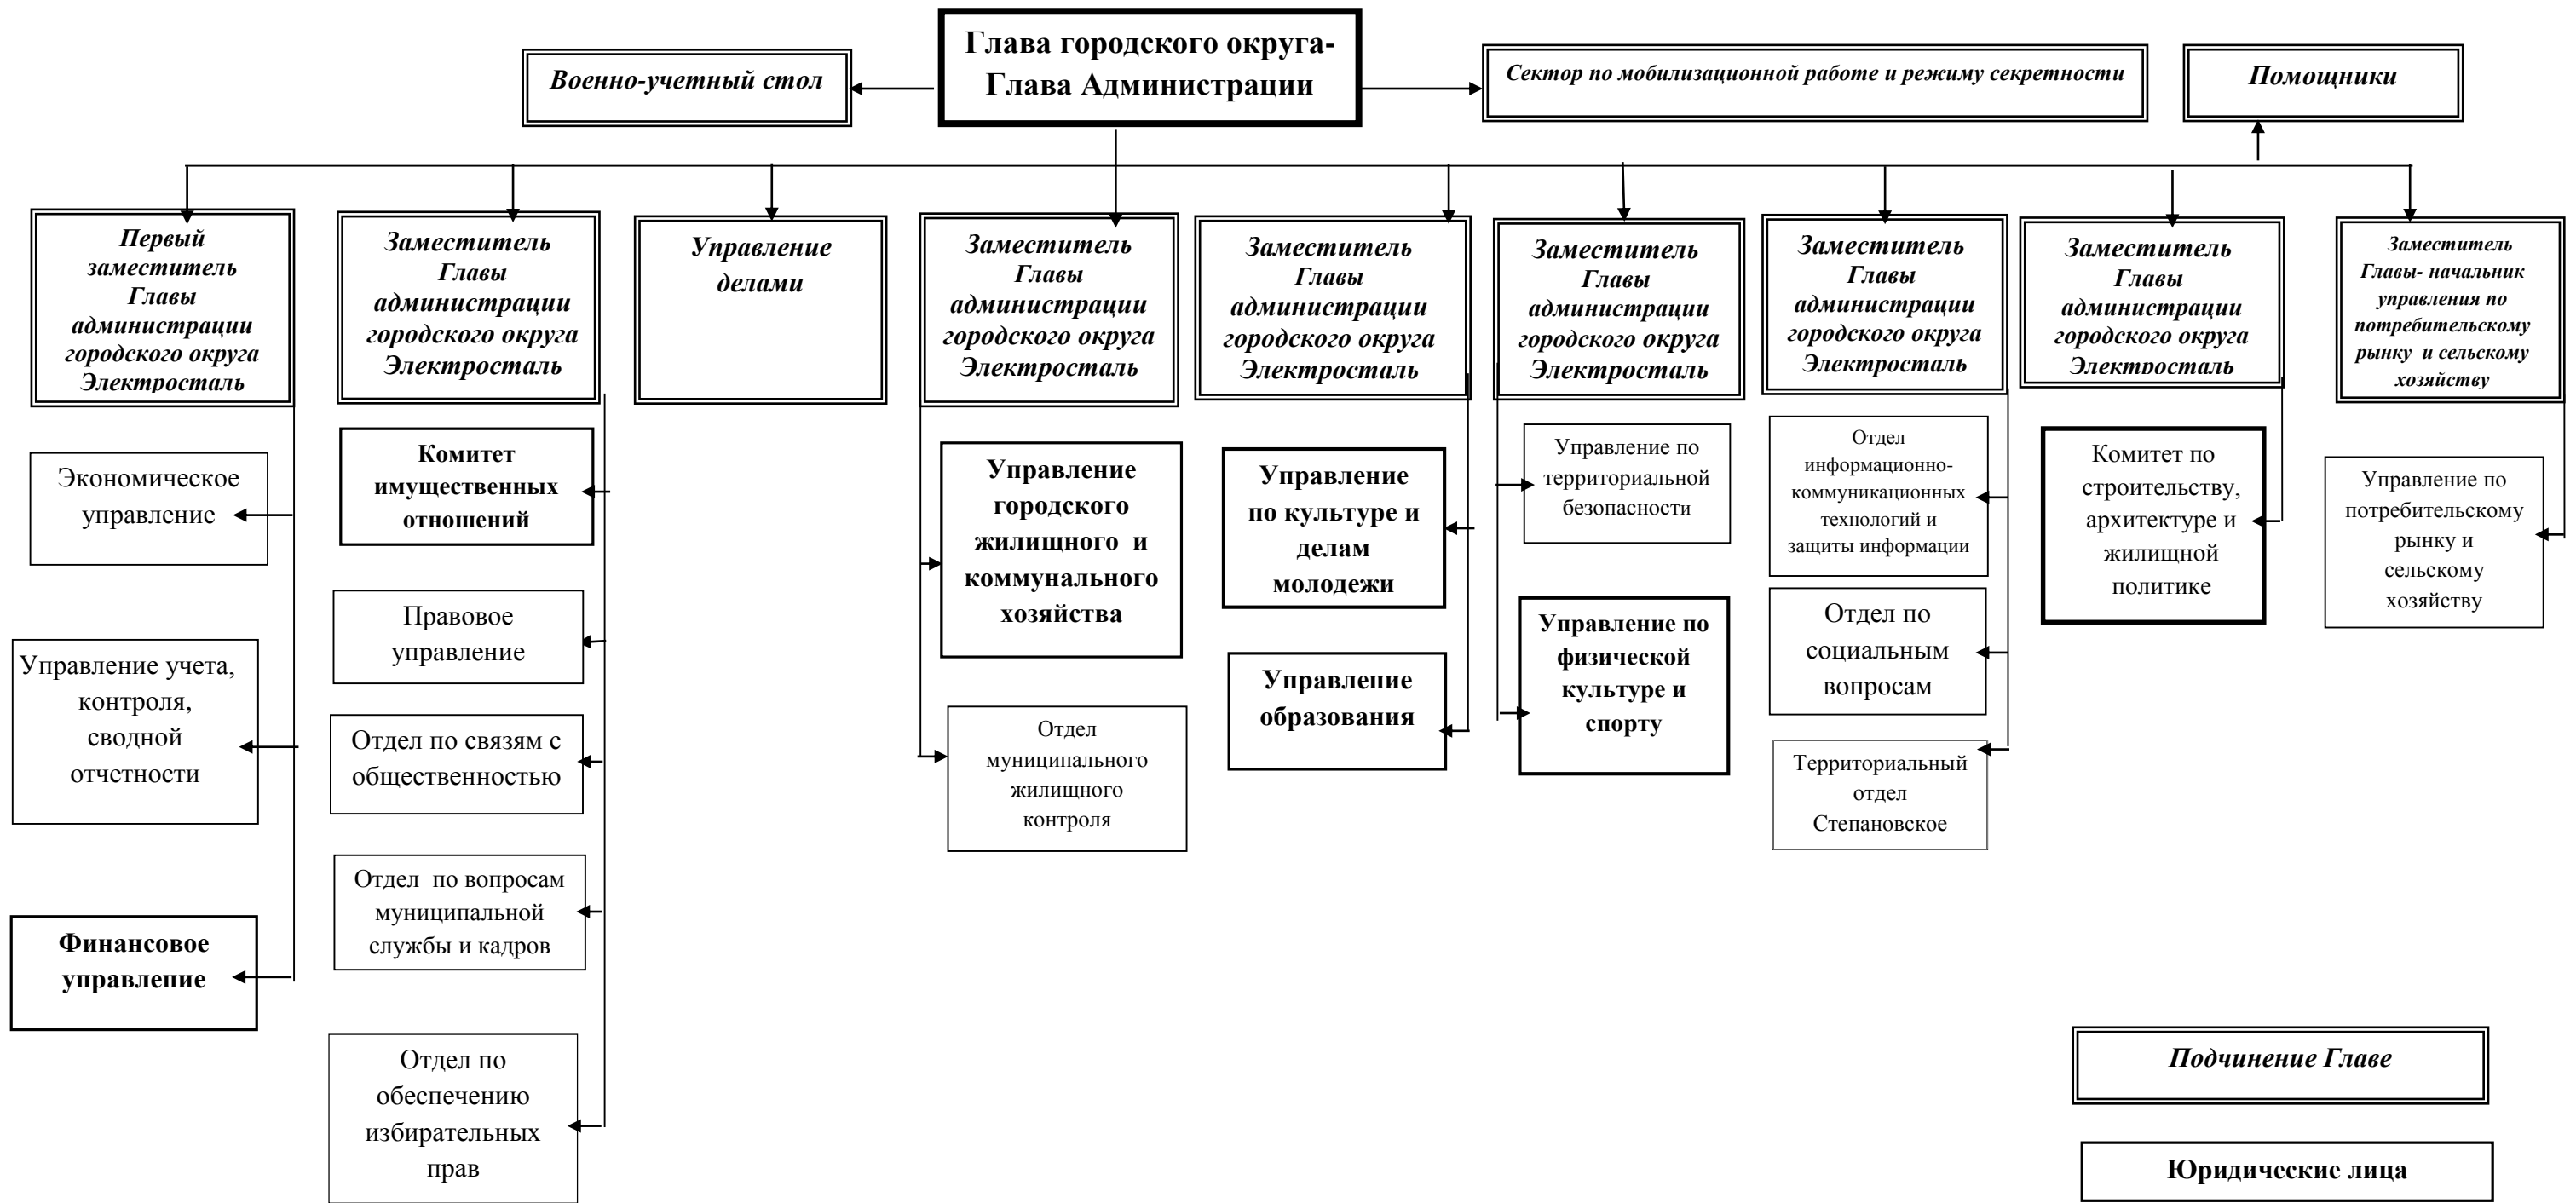 Глава городского округа-
Глава Администрации
Военно-учетный стол
Сектор по мобилизационной работе и режиму секретности
Помощники
Первый
заместитель
Главы
администрации
городского округа
Электросталь
Заместитель
Главы
администрации
городского округа
Электросталь
Управление
делами
Заместитель
Главы
администрации
городского округа
Электросталь
Заместитель
Главы
администрации
городского округа
Электросталь
Заместитель
Главы
администрации
городского округа
Электросталь
Заместитель
Главы
администрации
городского округа
Электросталь
Заместитель
Главы
администрации
городского округа
Электросталь
Заместитель
Главы- начальник
управления по
потребительскому
рынку и сельскому
хозяйству
Экономическое
управление
Управление учета,
контроля,
сводной
отчетности
Финансовое
управление
Комитет
имущественных
отношений
Правовое
управление
Отдел по связям с
общественностью
Отдел по вопросам
муниципальной
службы и кадров
Отдел по
обеспечению
избирательных
прав
Управление
городского
жилищного и
коммунального
хозяйства
Отдел
муниципального
жилищного
контроля
Управление
по культуре и
делам
молодежи
Управление
образования
Управление по
территориальной
безопасности
Управление по
физической
культуре и
спорту
Отдел
информационно-
коммуникационных
технологий и
защиты информации
Отдел по
социальным
вопросам
Территориальный
отдел
Степановское
Комитет по
строительству,
архитектуре и
жилищной
политике
Управление по
потребительскому
рынку и
сельскому
хозяйству
Подчинение Главе
Юридические лица